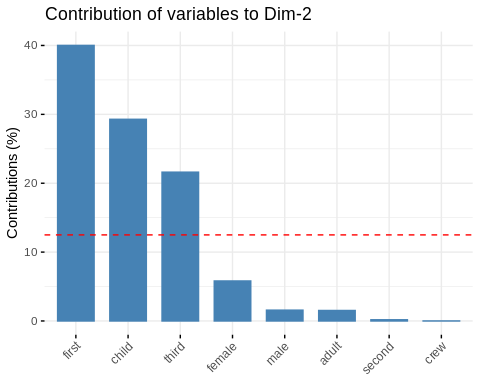 Contribution of variables to Dim-2
Contributions (%)
40
30
20
10
0
first
child
third
female
male
adult
second
crew